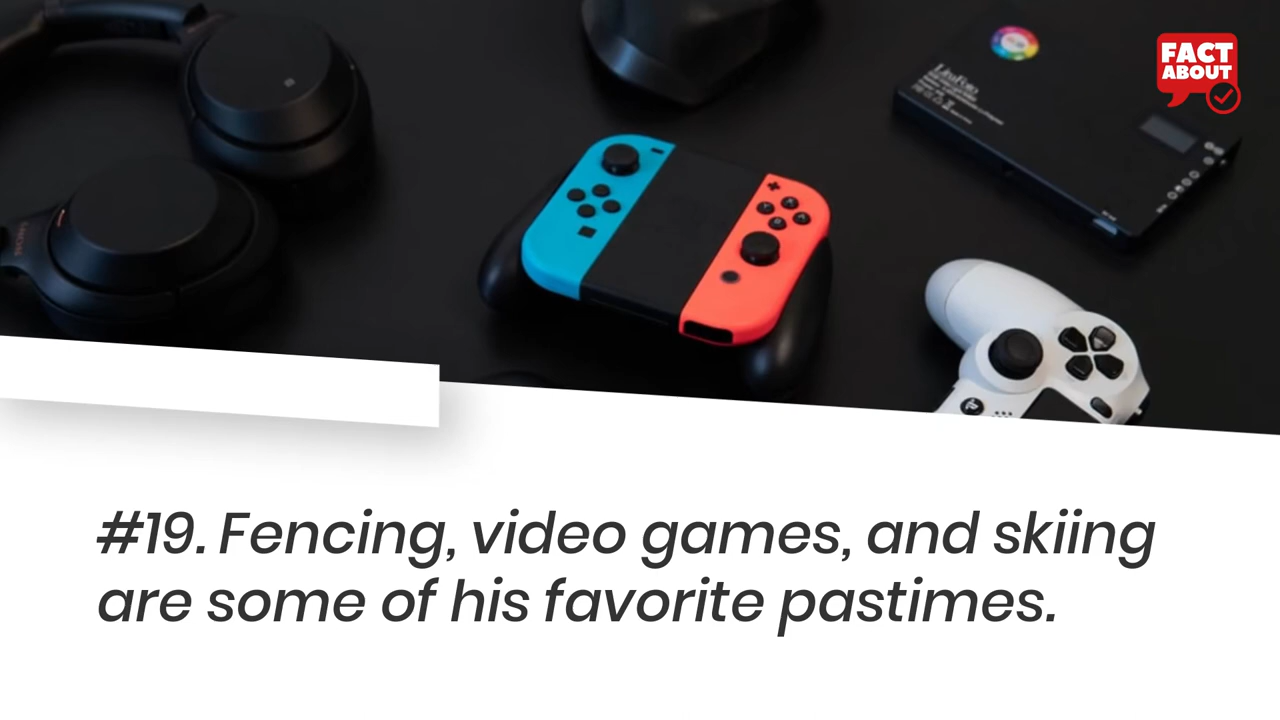 FACT
ABOUT
#19. Fencing, video games, and skiing
are some of his favorite pastimes.